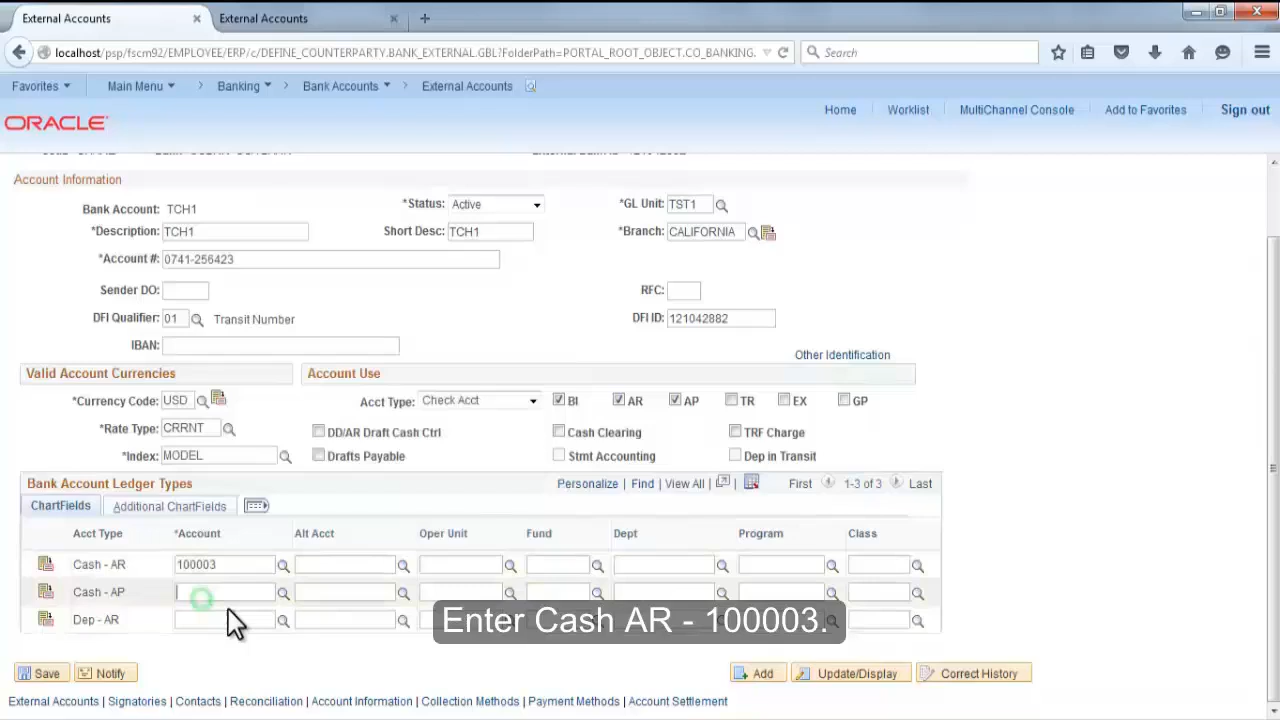 External Accounts
External Accounts
localhost/psp/fscm92/EMPLOYEE/ERP/c/DEFINE_COUNTERPARTY.BANK_EXTERNAL.GBL?FolderPath=PORTAL_ROOT_OBJECT.CO_BANKING.
Search
Favorites Main Menu > Banking > Bank Accounts > External Accounts
Home Worklist MultiChannel Console Add to Favorites Sign out
ORACLE
Account Information
Bank Account: TCH1 *Status: Active *GL Unit: TST1
*Description: TCH1 Short Desc: TCH1 *Branch: CALIFORNIA
*Account #: 0741-256423
Sender DO: RFC:
DFI Qualifier: 01 Transit Number DFI ID: 121042882
IBAN:
Other Identification
Valid Account Currencies Account Use
*Currency Code: USD Acct Type: Check Acct BI AR AP TR EX GP
*Rate Type: CRRNT DD/AR Draft Cash Ctrl Cash Clearing TRF Charge
*Index: MODEL Drafts Payable Stmt Accounting Dep in Transit
Bank Account Ledger Types Personalize | Find | View All | | First 1-3 of 3 Last
ChartFields Additional ChartFields
Acct Type *Account Alt Acct Oper Unit Fund Dept Program Class
Cash - AR 100003
Cash - AP
Dep - AR
Enter Cash AR - 100003.
Save Notify Add Update/Display Correct History
External Accounts | Signatories | Contacts | Reconciliation | Account Information | Collection Methods | Payment Methods | Account Settlement